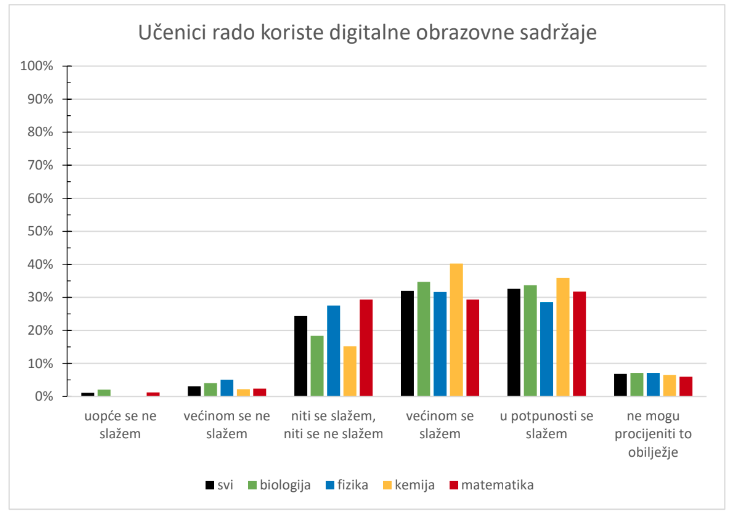 Učenici rado koriste digitalne obrazovne sadržaje
100%
90%
80%
70%
60%
50%
40%
30%
20%
10%
0%
uopće se ne
slažem
većinom se ne
slažem
niti se slažem,
niti se ne slažem
većinom se
slažem
u potpunosti se
slažem
ne mogu
procijeniti to
obilježje
svi biologija fizika kemija matematika